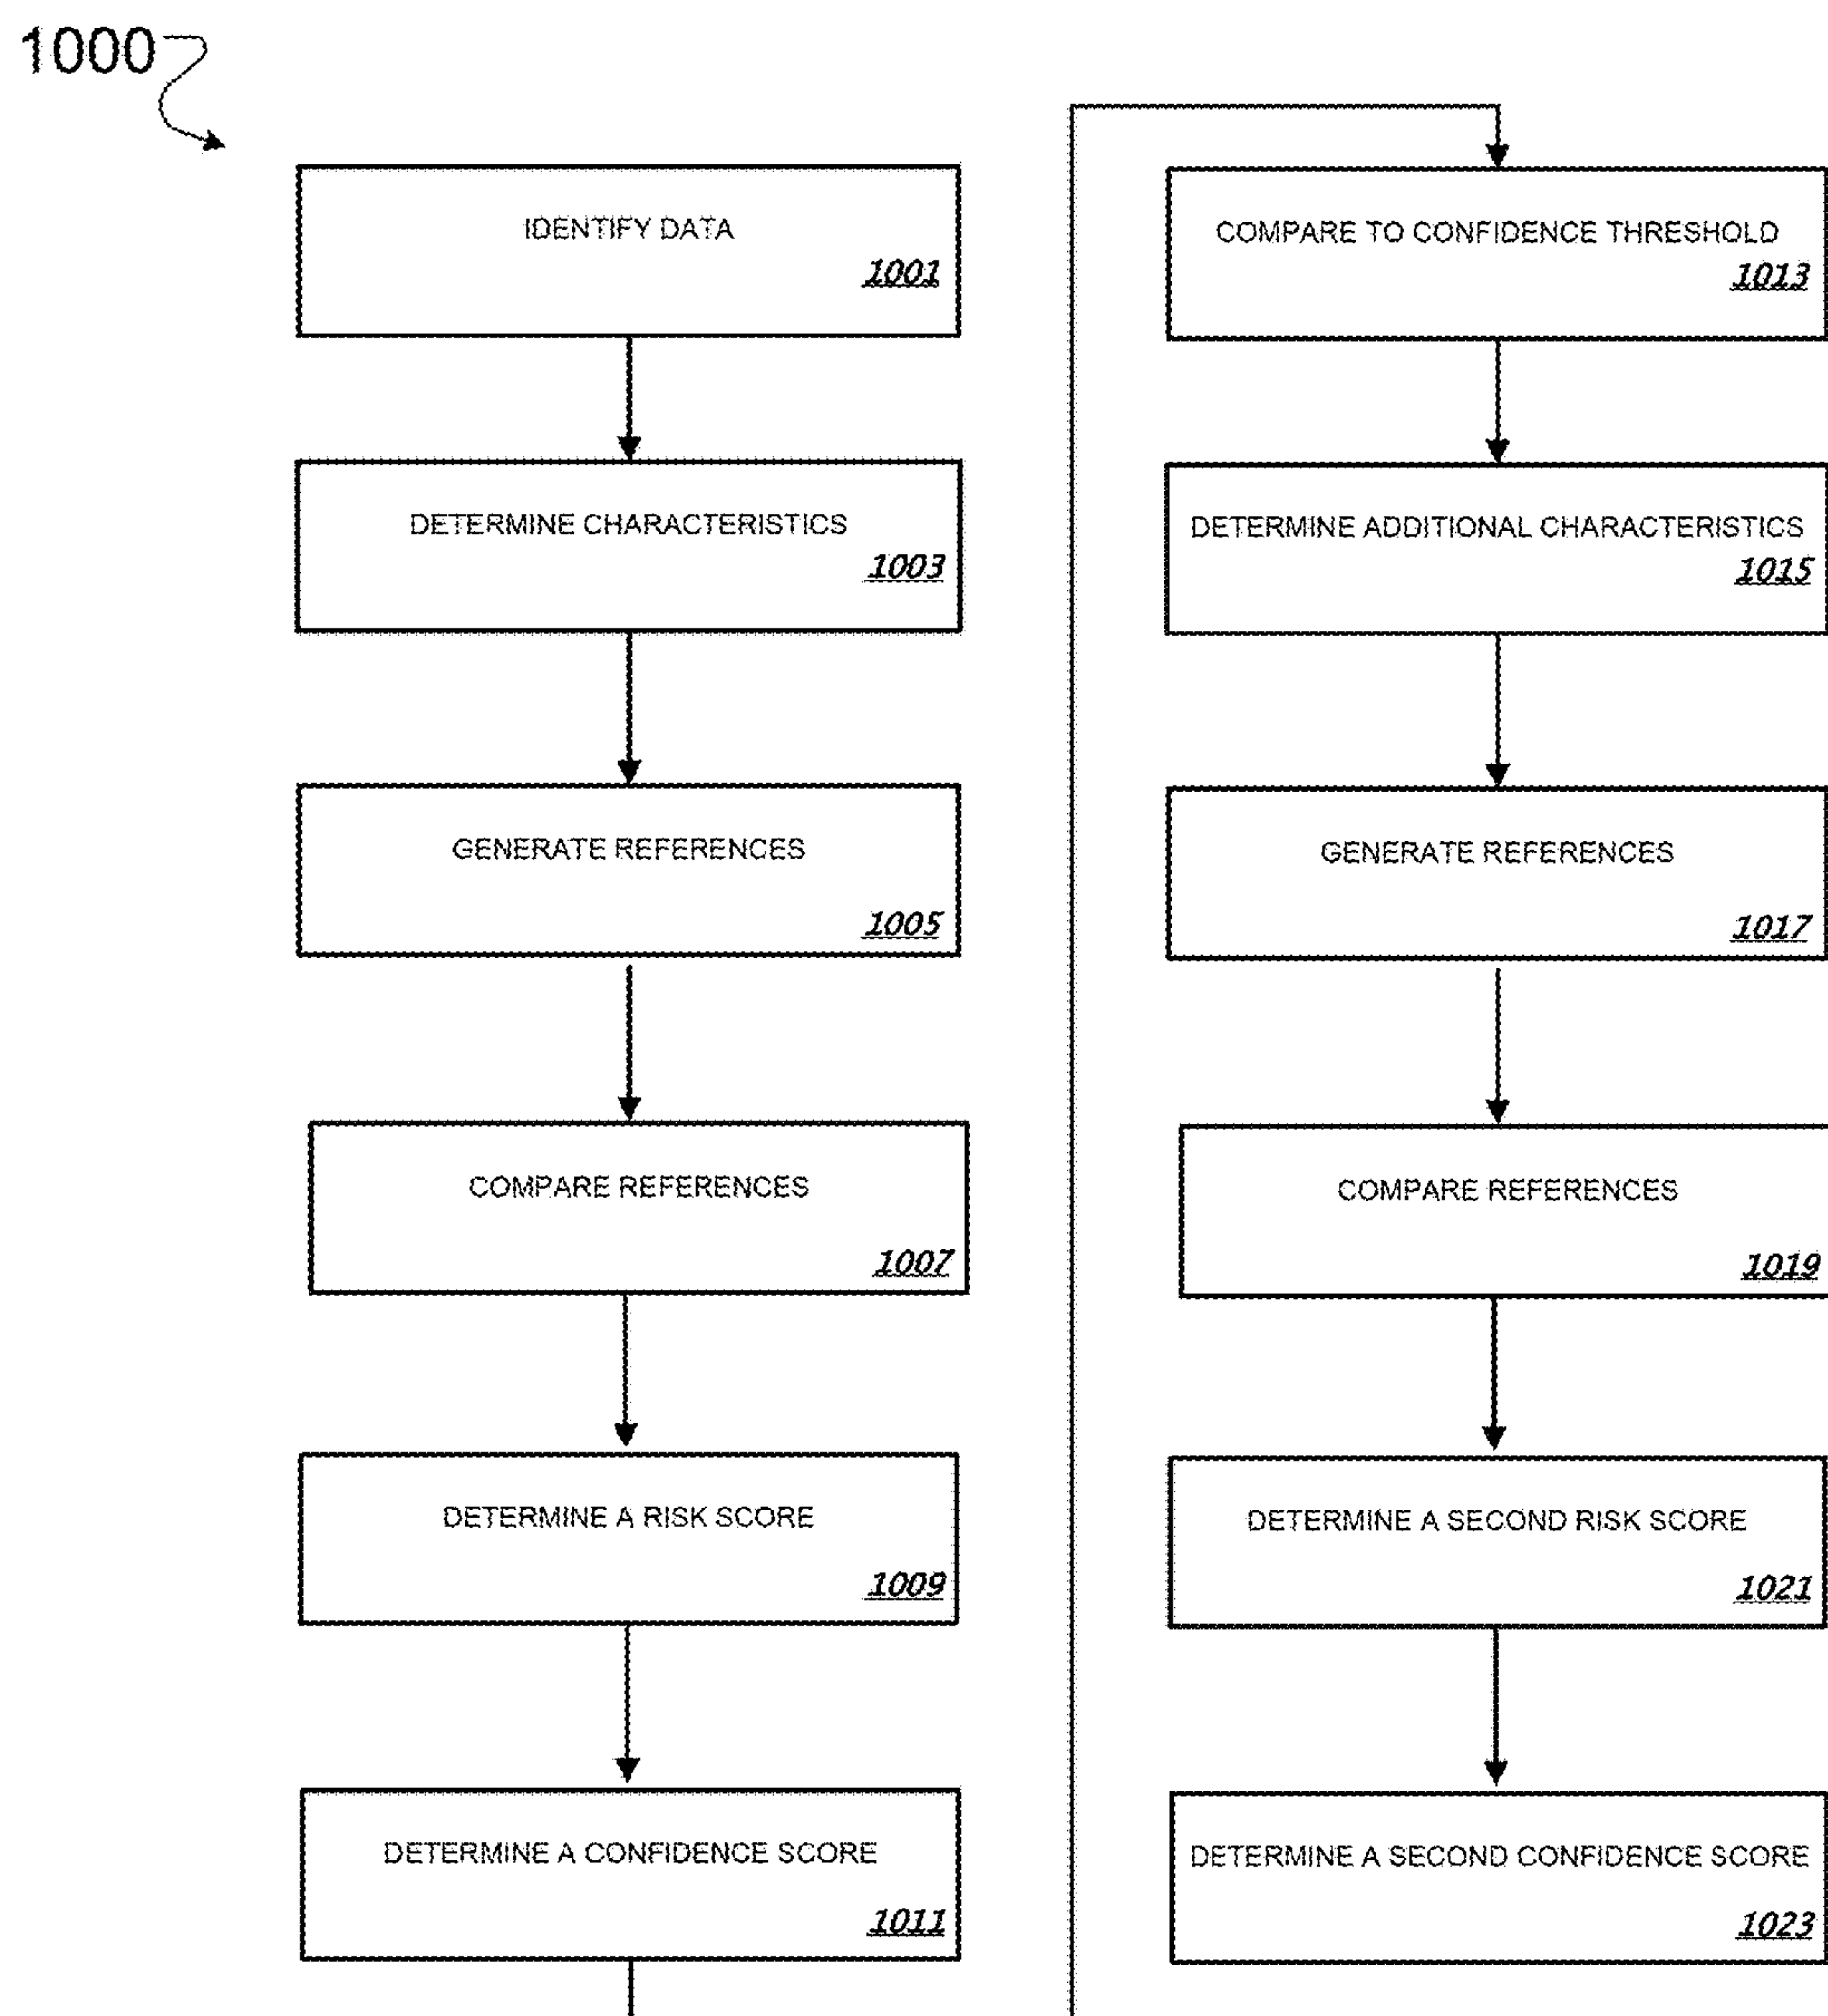 1000
IDENTIFY DATA
1001
DETERMINE CHARACTERISTICS
1003
GENERATE REFERENCES
1005
COMPARE REFERENCES
1007
DETERMINE A RISK SCORE
1009
DETERMINE A CONFIDENCE SCORE
1011
COMPARE TO CONFIDENCE THRESHOLD
1013
DETERMINE ADDITIONAL CHARACTERISTICS
1015
GENERATE REFERENCES
1017
COMPARE REFERENCES
1019
DETERMINE A SECOND RISK SCORE
1021
DETERMINE A SECOND CONFIDENCE SCORE
1023